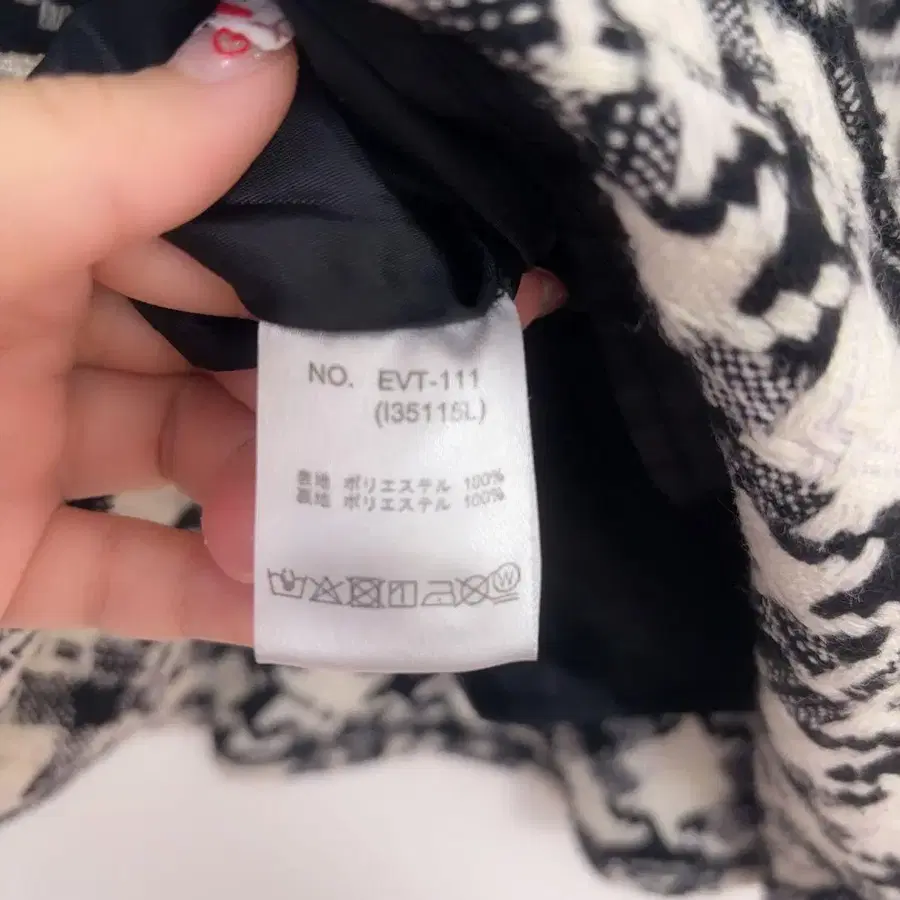 NO. EVT-111
(I35115L)
表地 ポリエステル 100%
裏地 ポリエステル 100%
W